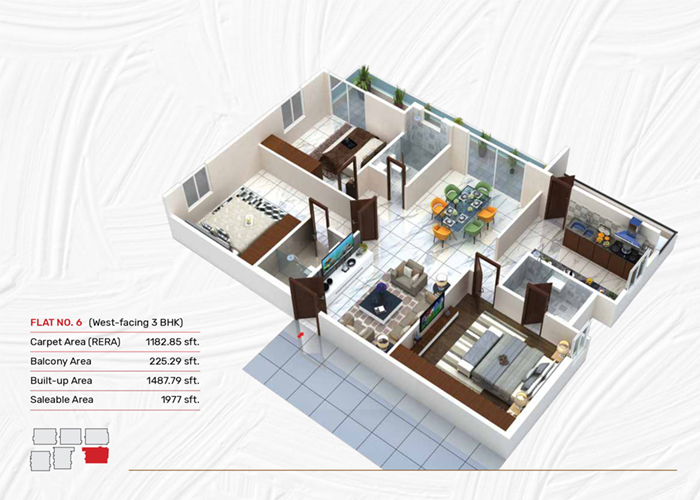 FLAT NO. 6 (West-facing 3 BHK)
Carpet Area (RERA) 1182.85 sft.
Balcony Area 225.29 sft.
Built-up Area 1487.79 sft.
Saleable Area 1977 sft.